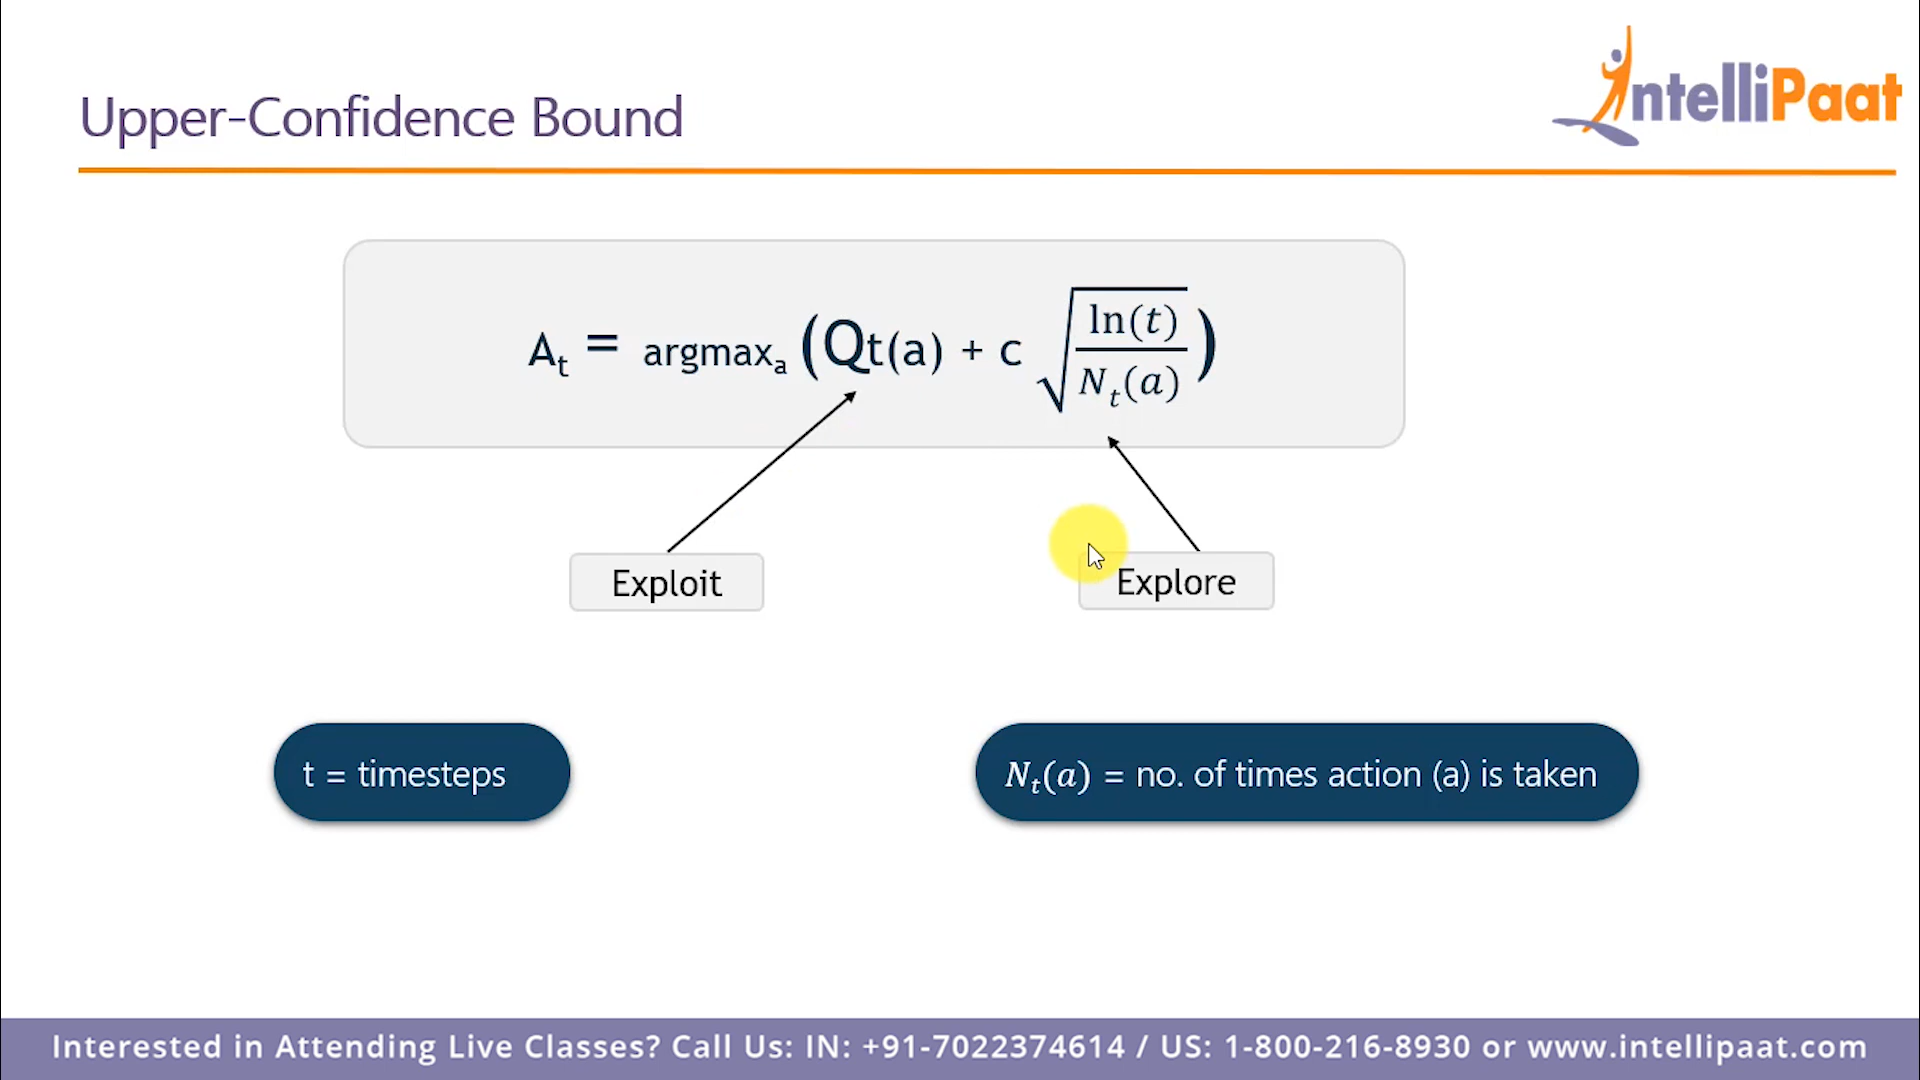 IntelliPaat
Upper-Confidence Bound
A_t = argmax_a (Qt(a) + c √(ln(t) / N_t(a)))
Exploit
Explore
t = timesteps
N_t(a) = no. of times action (a) is taken
Interested in Attending Live Classes? Call Us: IN: +91-7022374614 / US: 1-800-216-8930 or www.intellipaat.com